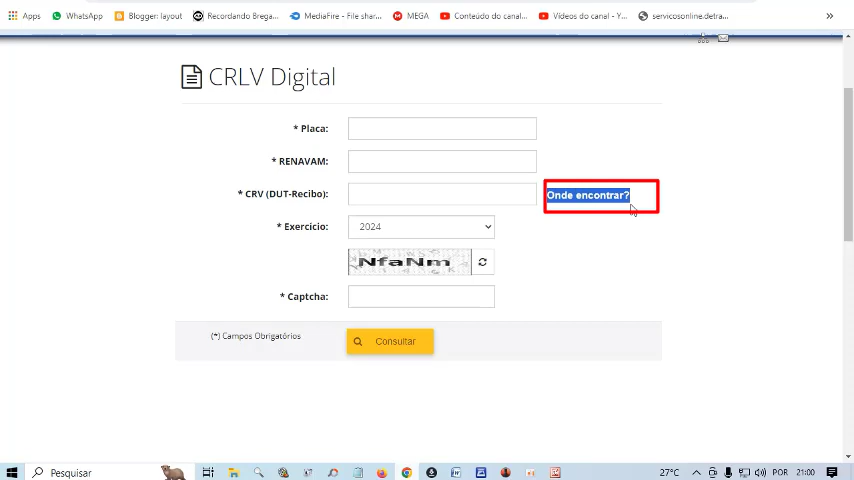 Apps WhatsApp Blogger: layout Recordando Brega... MediaFire - File shar... MEGA Conteúdo do canal... Vídeos do canal - Y... servicosonline.detra... »
CRLV Digital
* Placa:
* RENAVAM:
* CRV (DUT-Recibo): Onde encontrar?
* Exercicio: 2024
NfaNm
* Captcha:
(*) Campos Obrigatórios Consultar
Pesquisar 27°C POR 21:00